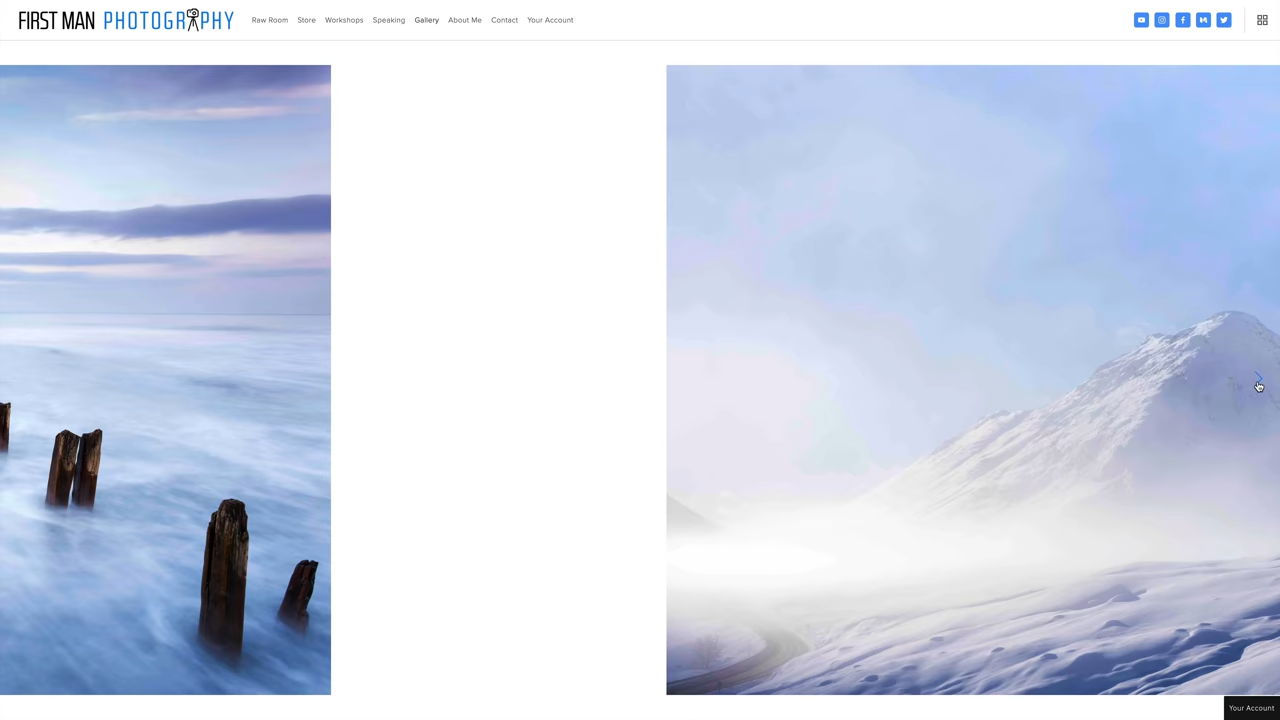 FIRST MAN PHOTOGRAPHY
Raw Room Store Workshops Speaking Gallery About Me Contact Your Account
Your Account